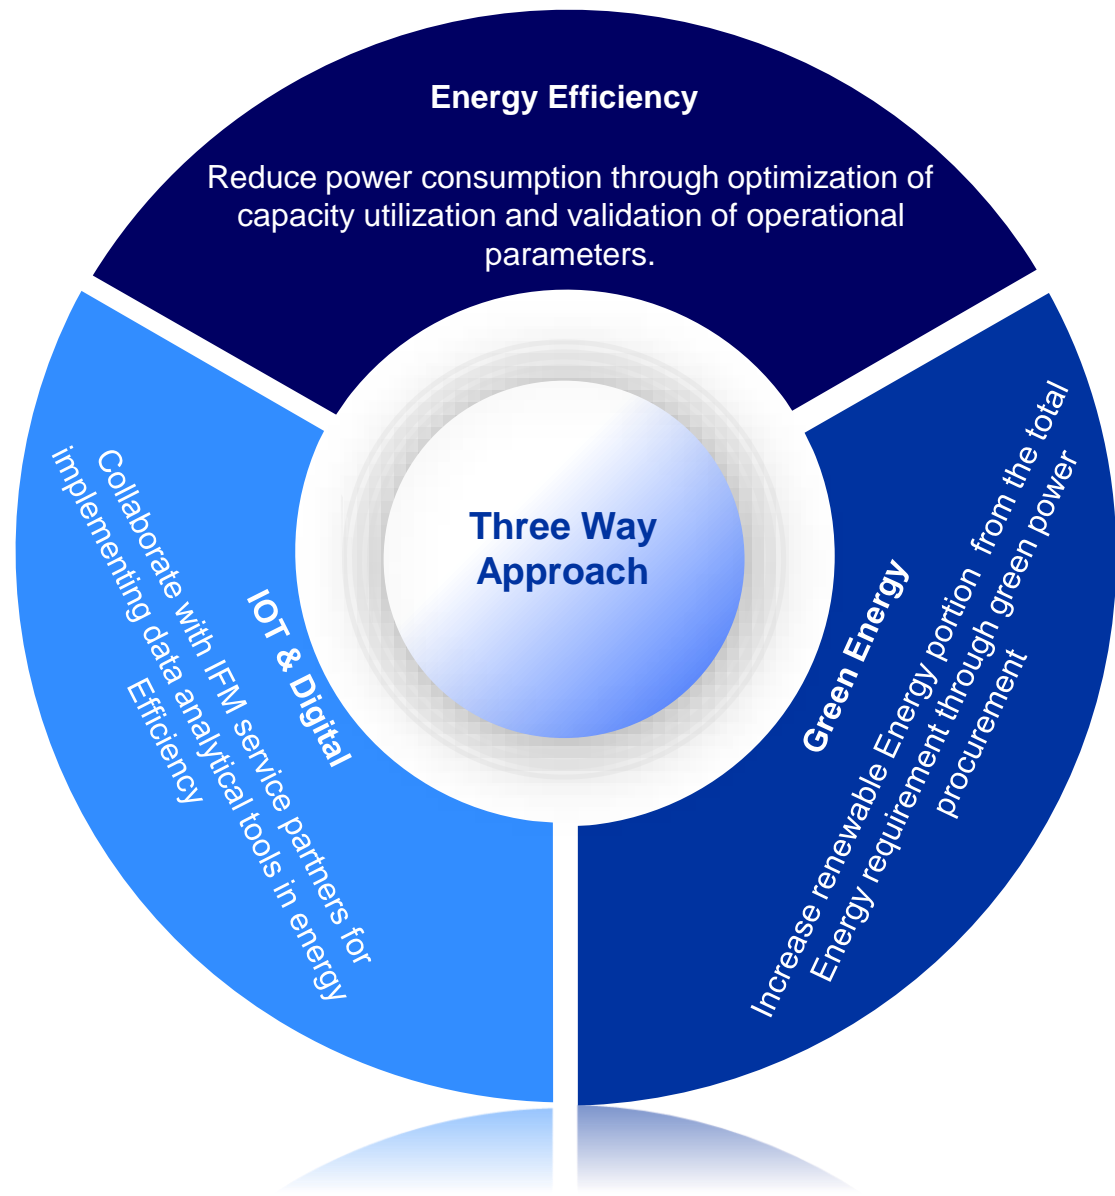 Energy Efficiency
Reduce power consumption through optimization of
capacity utilization and validation of operational
parameters.
Three Way
Approach
Green Energy
Increase renewable Energy portion  from the total
Energy requirement through green power
procurement
IOT & Digital
Collaborate with IFM service partners for
implementing data analytical tools in energy
Efficiency